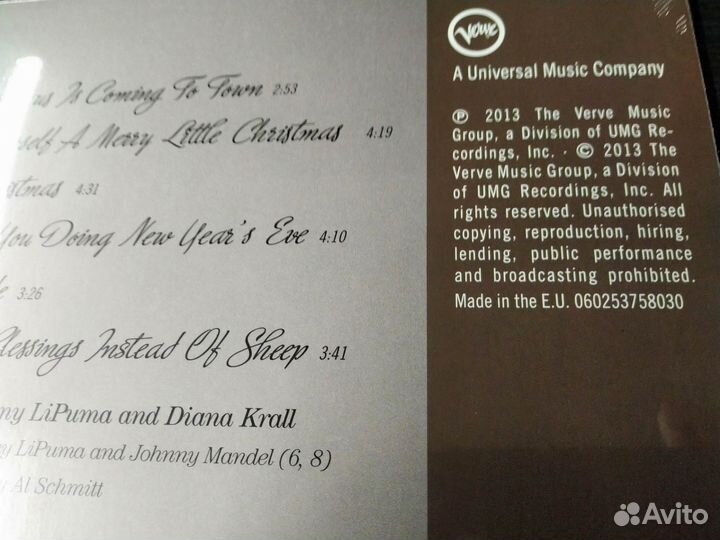 Is Coming To Town 2:53
A Merry Little Christmas 4:19
4:31
You Doing New Year's Eve 4:10
3:26
Instead Of Sheep 3:41
LiPuma and Diana Krall
LiPuma and Johnny Mandel (6, 8)
Al Schmitt
Verve
A Universal Music Company
℗ 2013 The Verve Music
Group, a Division of UMG Re-
cordings, Inc. · © 2013 The
Verve Music Group, a Division
of UMG Recordings, Inc. All
rights reserved. Unauthorised
copying, reproduction, hiring,
lending, public performance
and broadcasting prohibited.
Made in the E.U. 060253758030
Avito